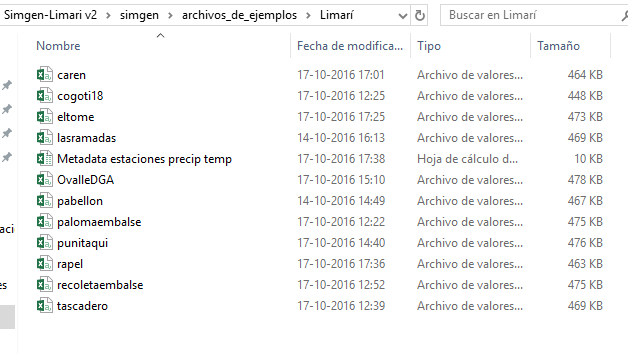 Simgen-Limari v2 > simgen > archivos_de_ejemplos > Limarí
Buscar en Limarí
Nombre Fecha de modifica... Tipo Tamaño
caren 17-10-2016 17:01 Archivo de valores... 464 KB
cogoti18 17-10-2016 12:25 Archivo de valores... 448 KB
eltome 17-10-2016 17:25 Archivo de valores... 473 KB
lasramadas 14-10-2016 16:13 Archivo de valores... 469 KB
Metadata estaciones precip temp 17-10-2016 17:38 Hoja de cálculo d... 10 KB
OvalleDGA 17-10-2016 15:10 Archivo de valores... 478 KB
pabellon 14-10-2016 14:49 Archivo de valores... 467 KB
palomaembalse 17-10-2016 12:22 Archivo de valores... 475 KB
punitaqui 17-10-2016 14:40 Archivo de valores... 476 KB
rapel 17-10-2016 17:36 Archivo de valores... 463 KB
recoletaembalse 17-10-2016 12:52 Archivo de valores... 475 KB
tascadero 17-10-2016 12:39 Archivo de valores... 469 KB